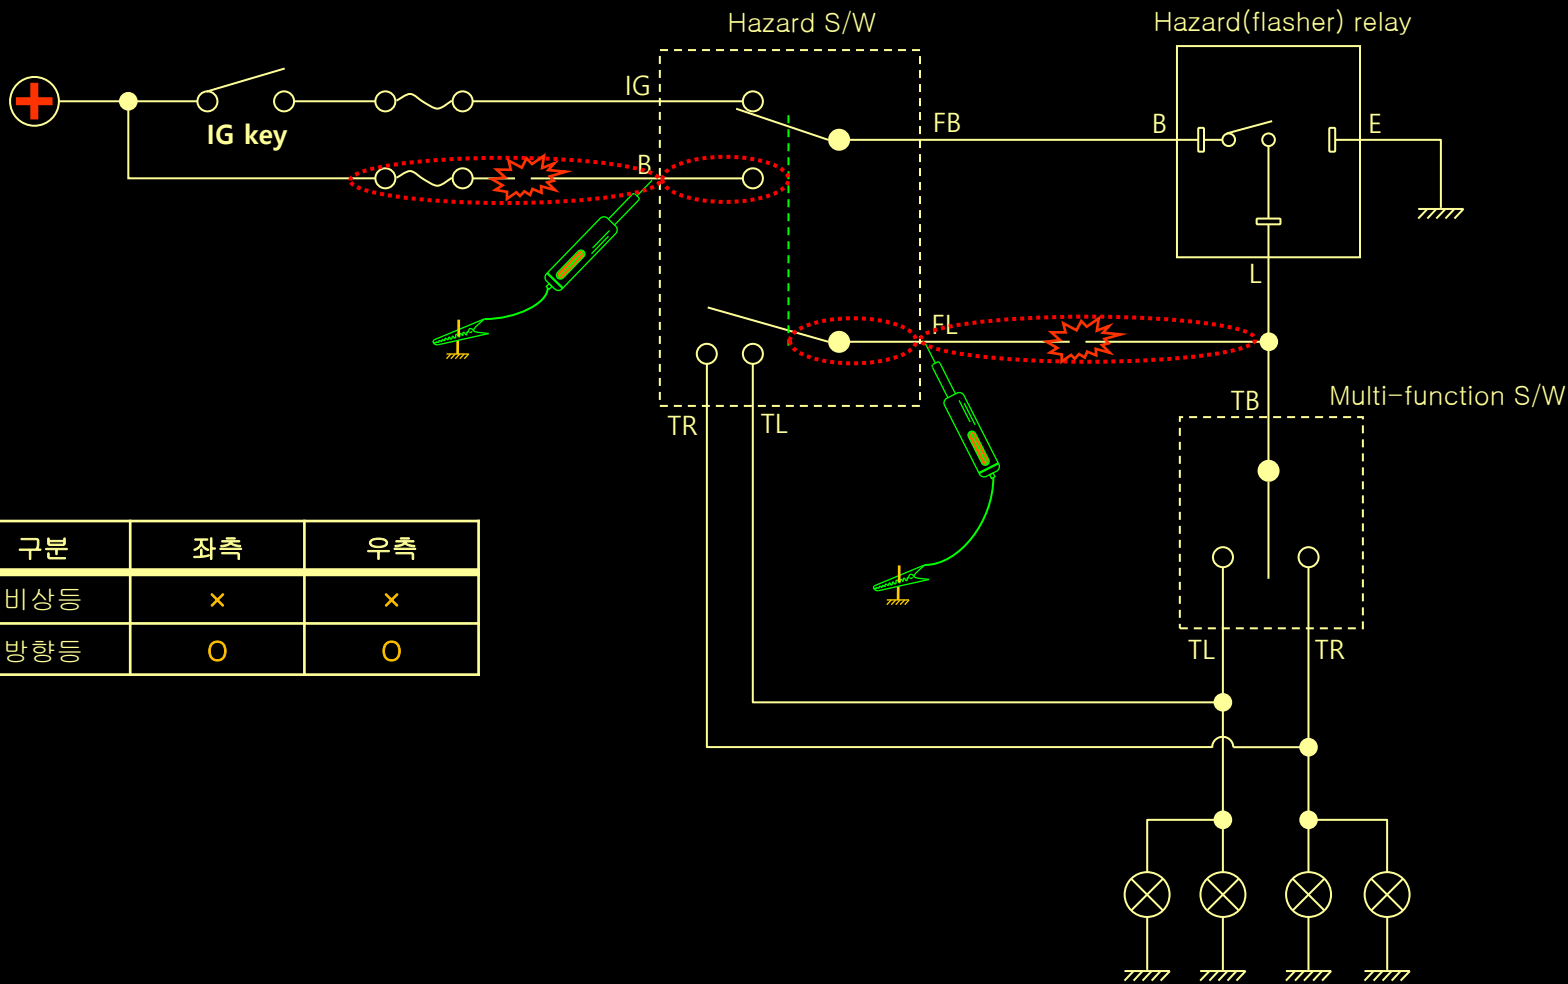 Hazard S/W
Hazard(flasher) relay
IG
IG key
FB
B
E
B
L
FL
TB
Multi-function S/W
TR
TL
구분 좌측 우측
비상등 × ×
방향등 O O
TL
TR